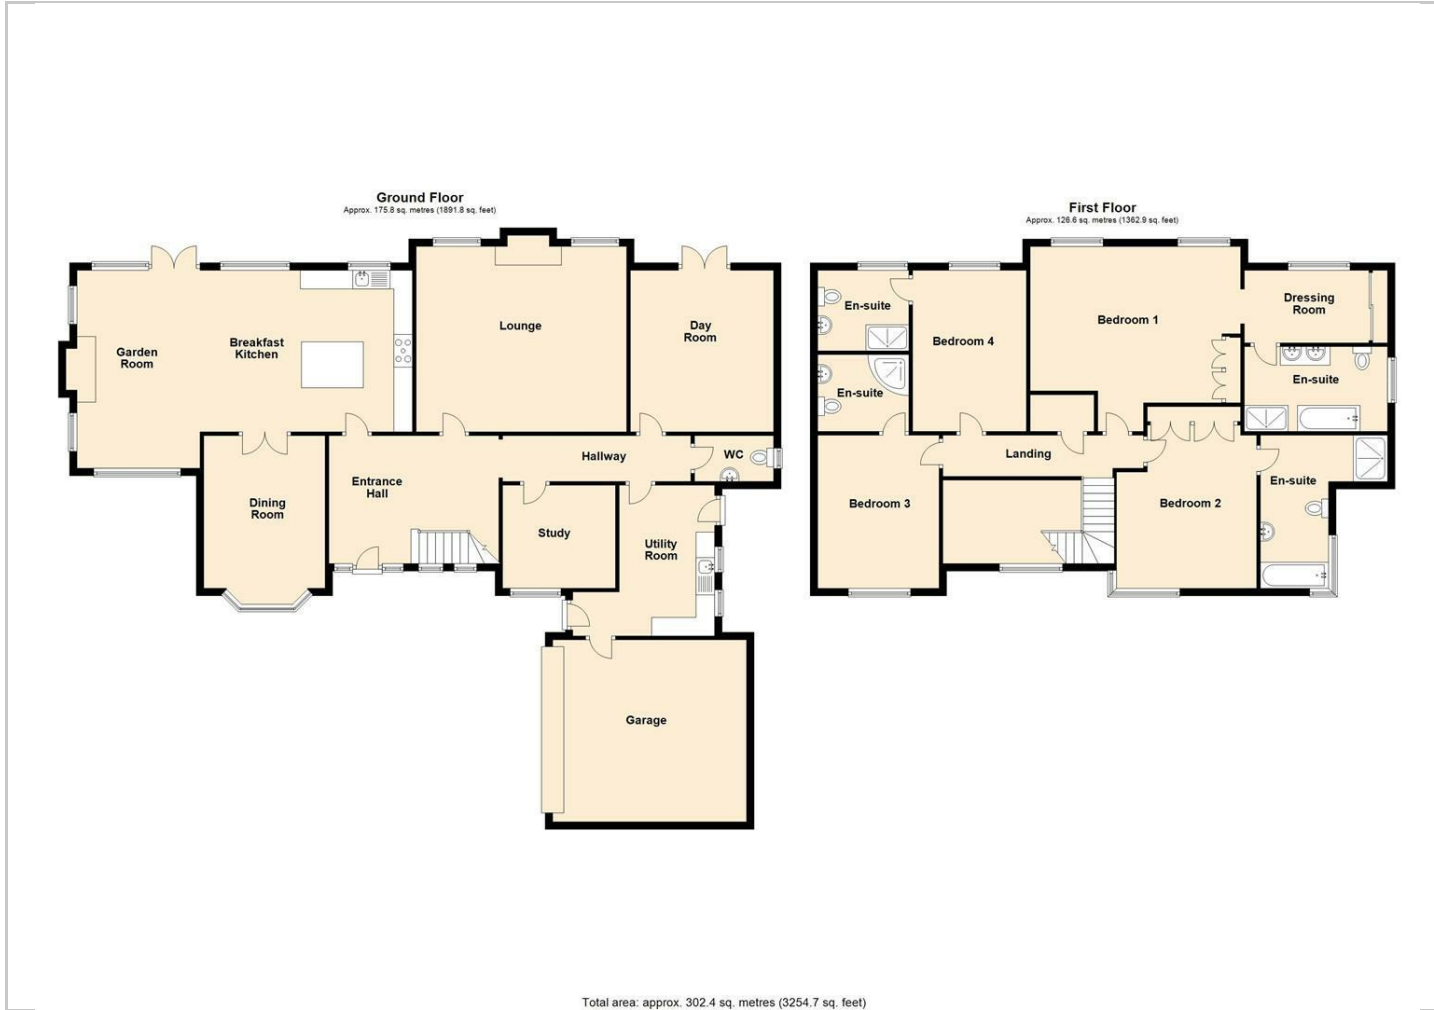 Ground Floor
Approx. 175.8 sq. metres (1891.8 sq. feet)
Garden
Room
Breakfast
Kitchen
Lounge
Day
Room
Dining
Room
Entrance
Hall
Hallway
WC
Study
Utility
Room
Garage
First Floor
Approx. 126.6 sq. metres (1362.9 sq. feet)
En-suite
En-suite
Bedroom 4
Bedroom 1
Dressing
Room
En-suite
Landing
Bedroom 3
Bedroom 2
En-suite
Total area: approx. 302.4 sq. metres (3254.7 sq. feet)